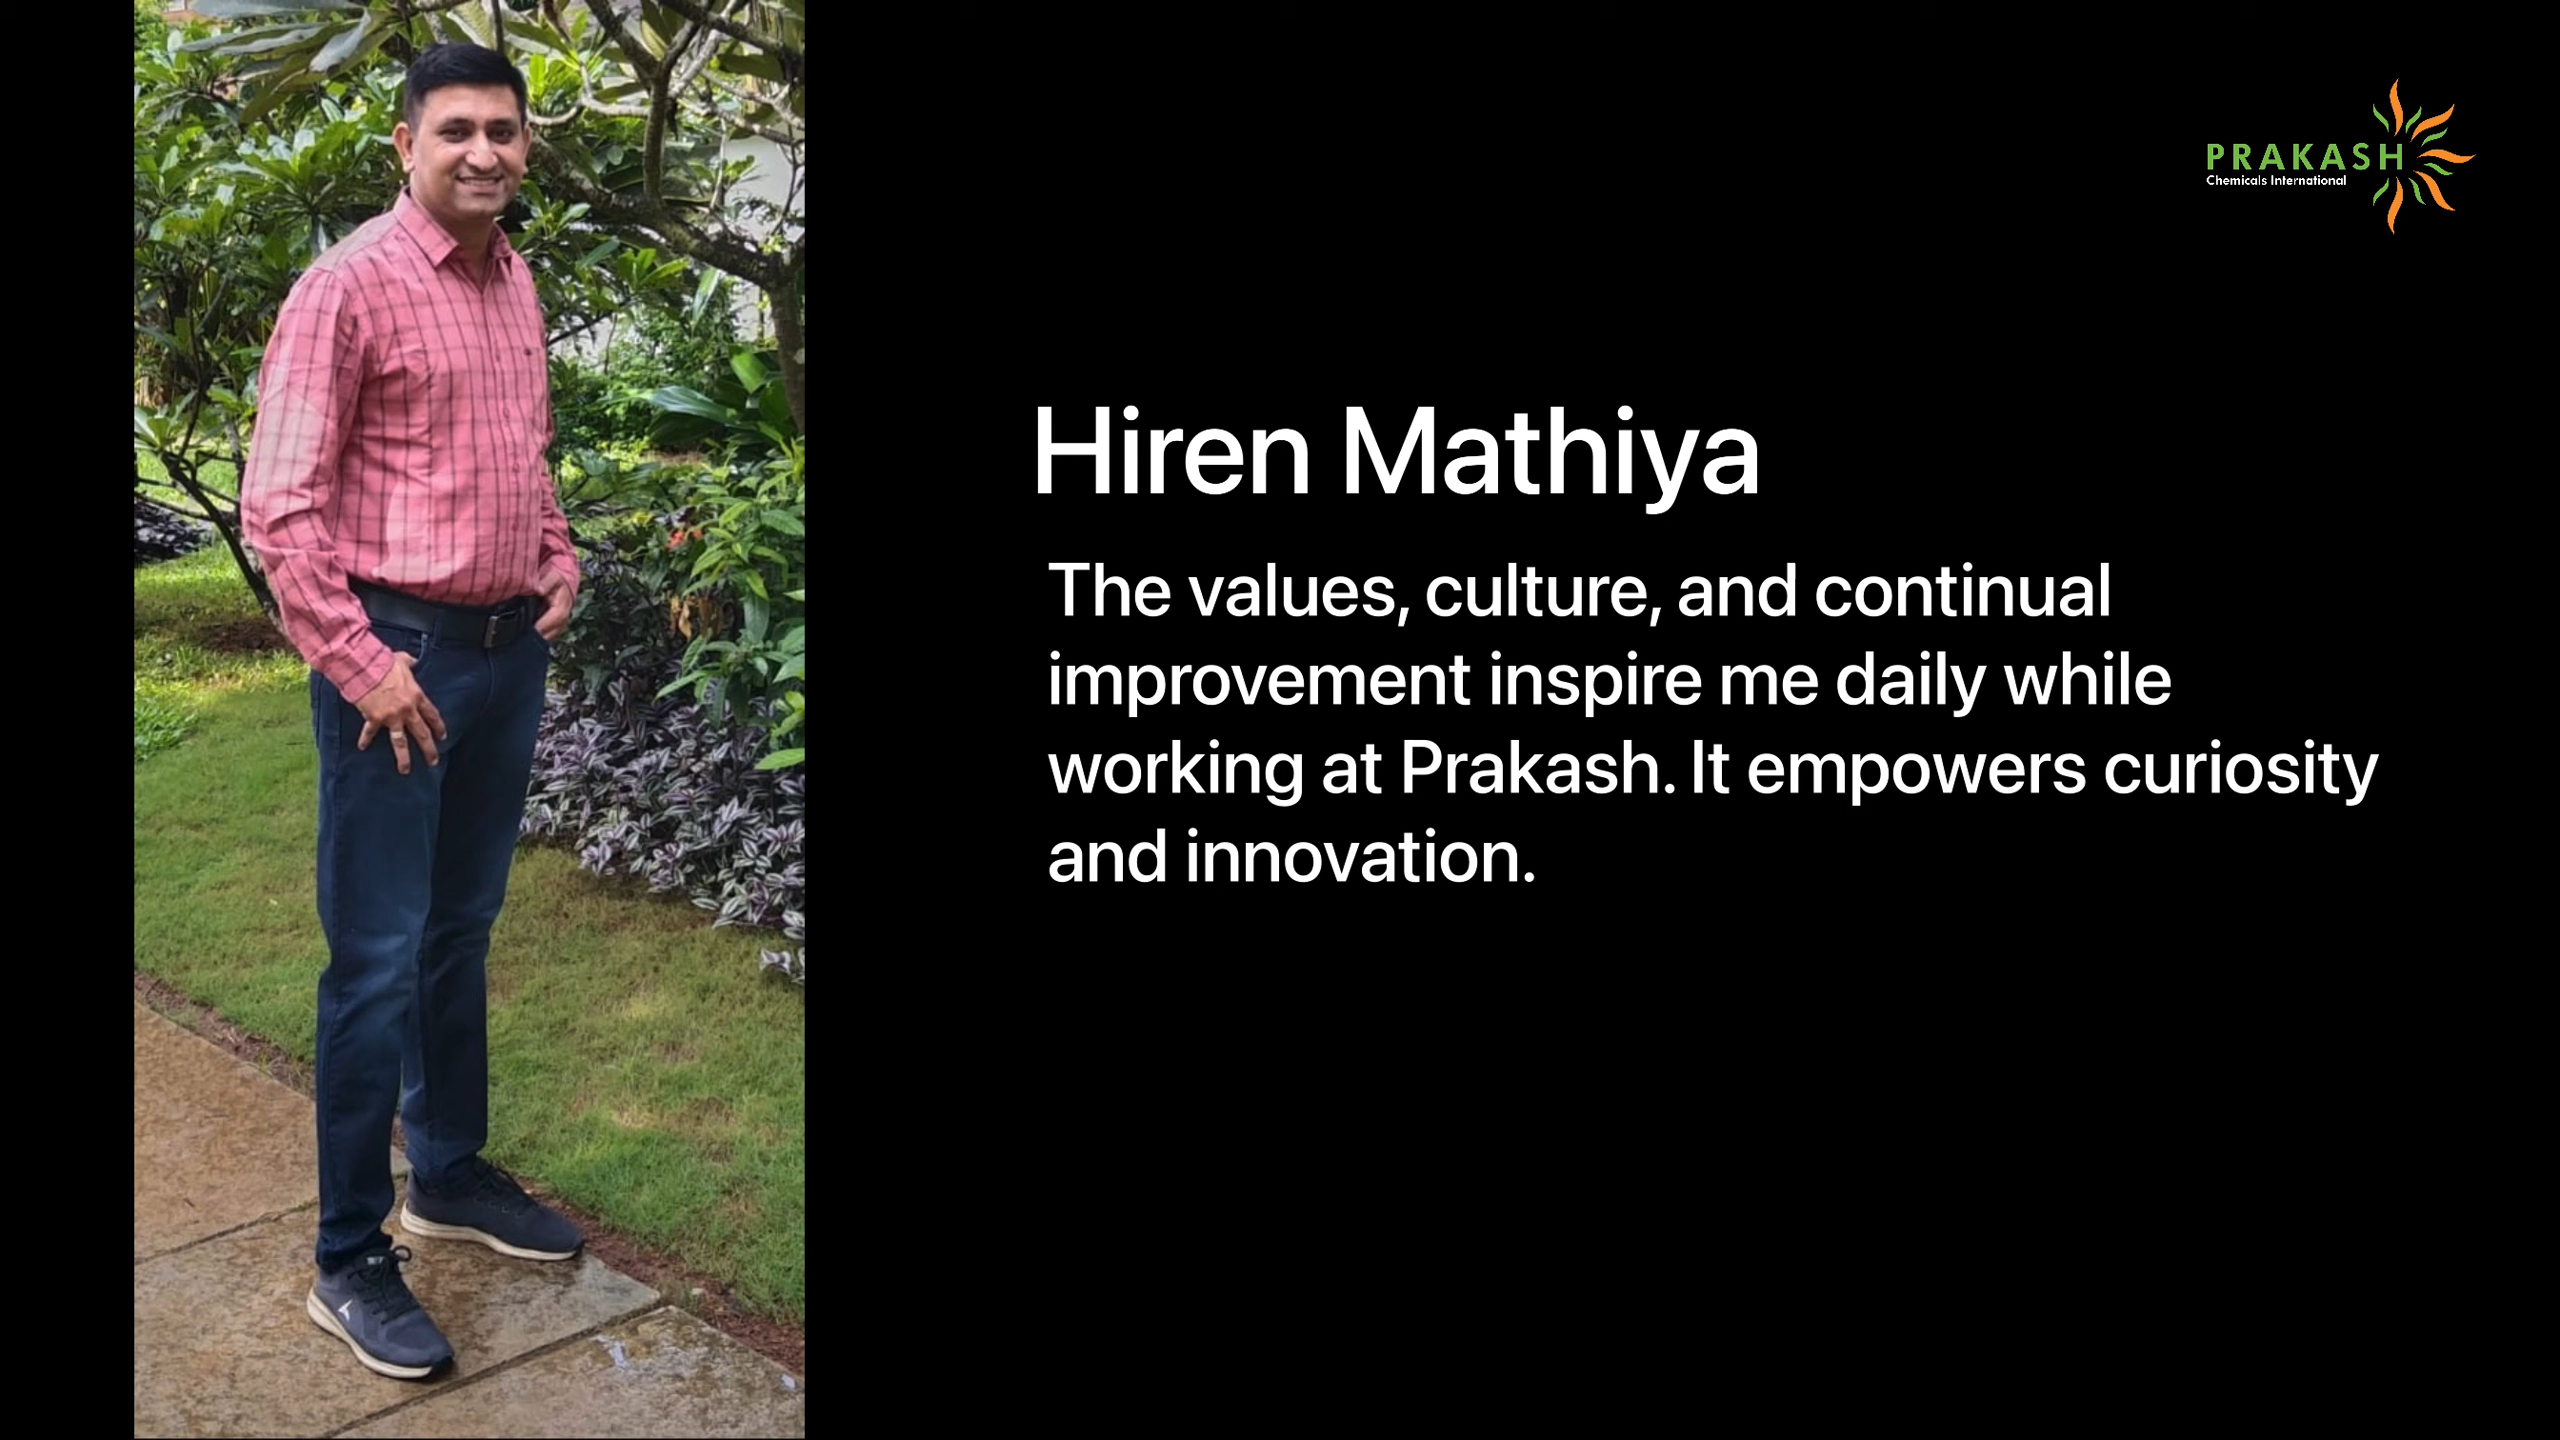 PRAKASH
Chemicals International
Hiren Mathiya
The values, culture, and continual
improvement inspire me daily while
working at Prakash. It empowers curiosity
and innovation.